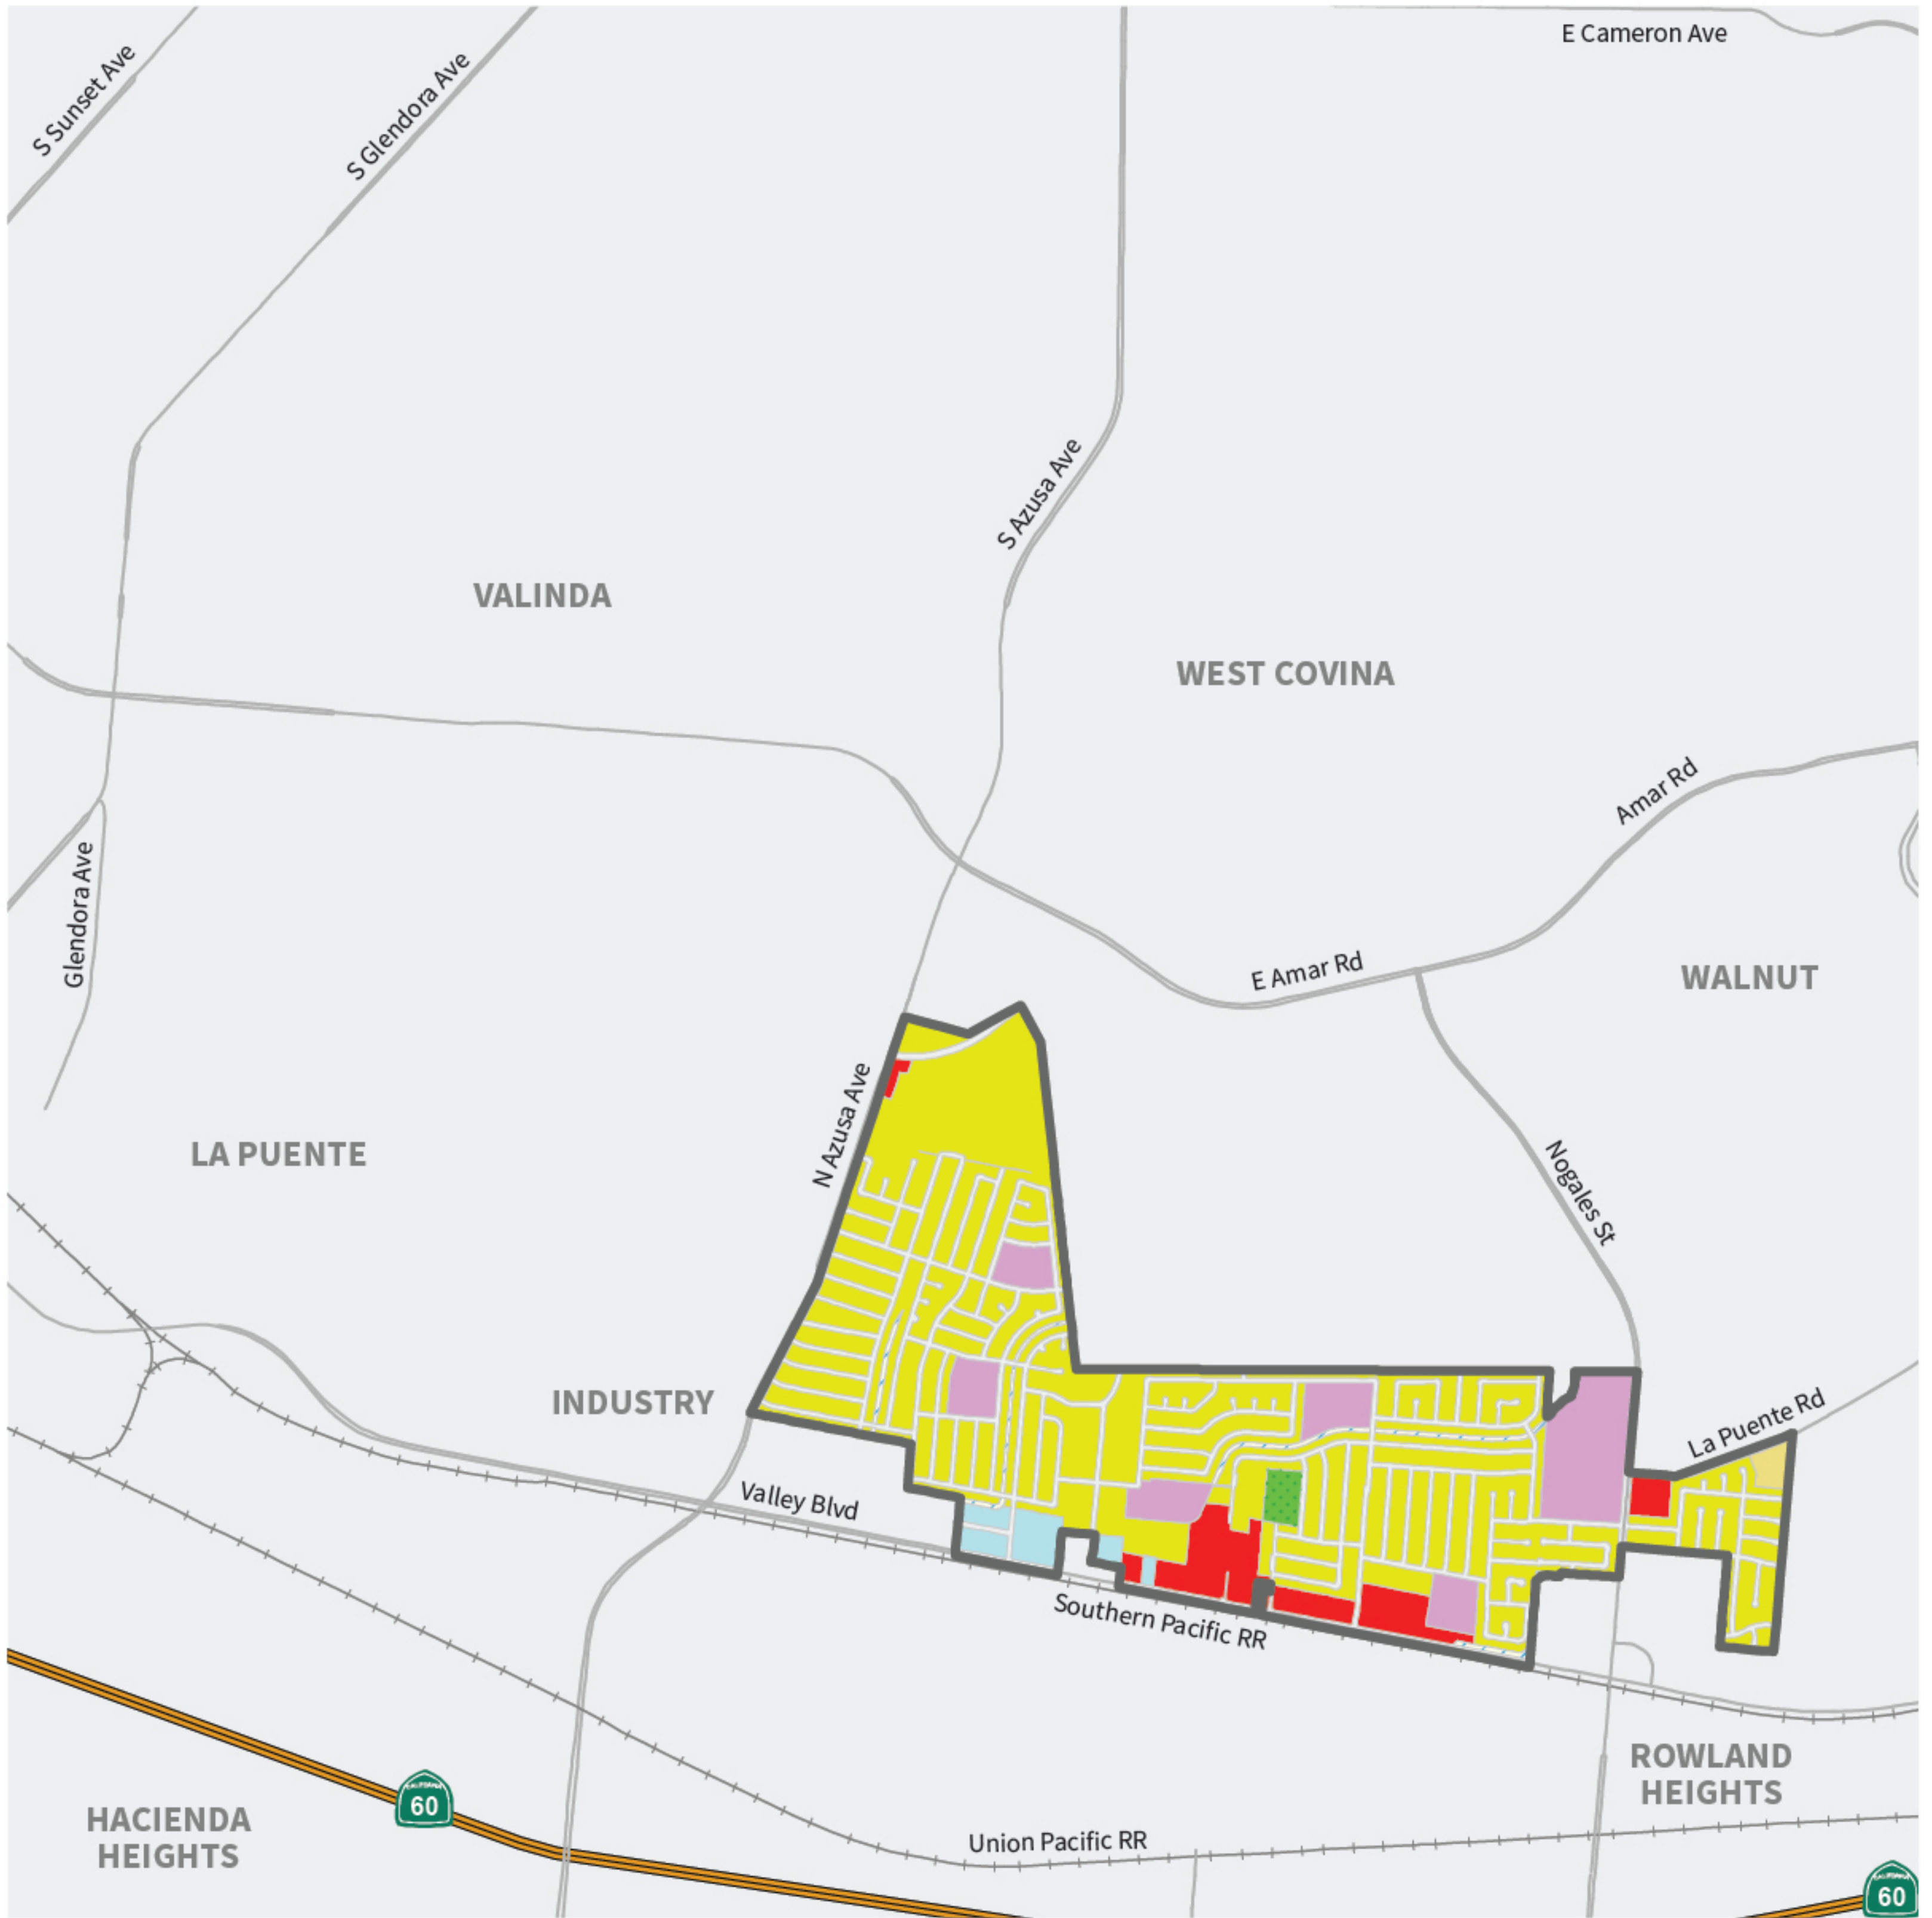 E Cameron Ave
S Sunset Ave
S Glendora Ave
S Azusa Ave
VALINDA
WEST COVINA
Amar Rd
Glendora Ave
E Amar Rd
WALNUT
N Azusa Ave
LA PUENTE
Nogales St
INDUSTRY
La Puente Rd
Valley Blvd
Southern Pacific RR
ROWLAND
HEIGHTS
CALIFORNIA
60
HACIENDA
HEIGHTS
Union Pacific RR
CALIFORNIA
60